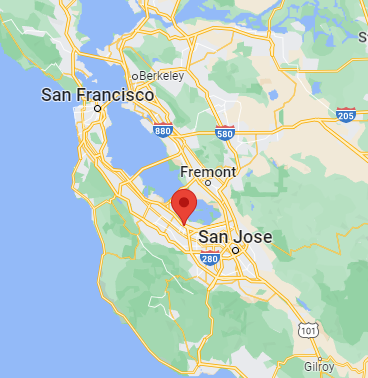 Berkeley
San Francisco
880
580
205
S
Fremont
San Jose
280
101
Gilroy